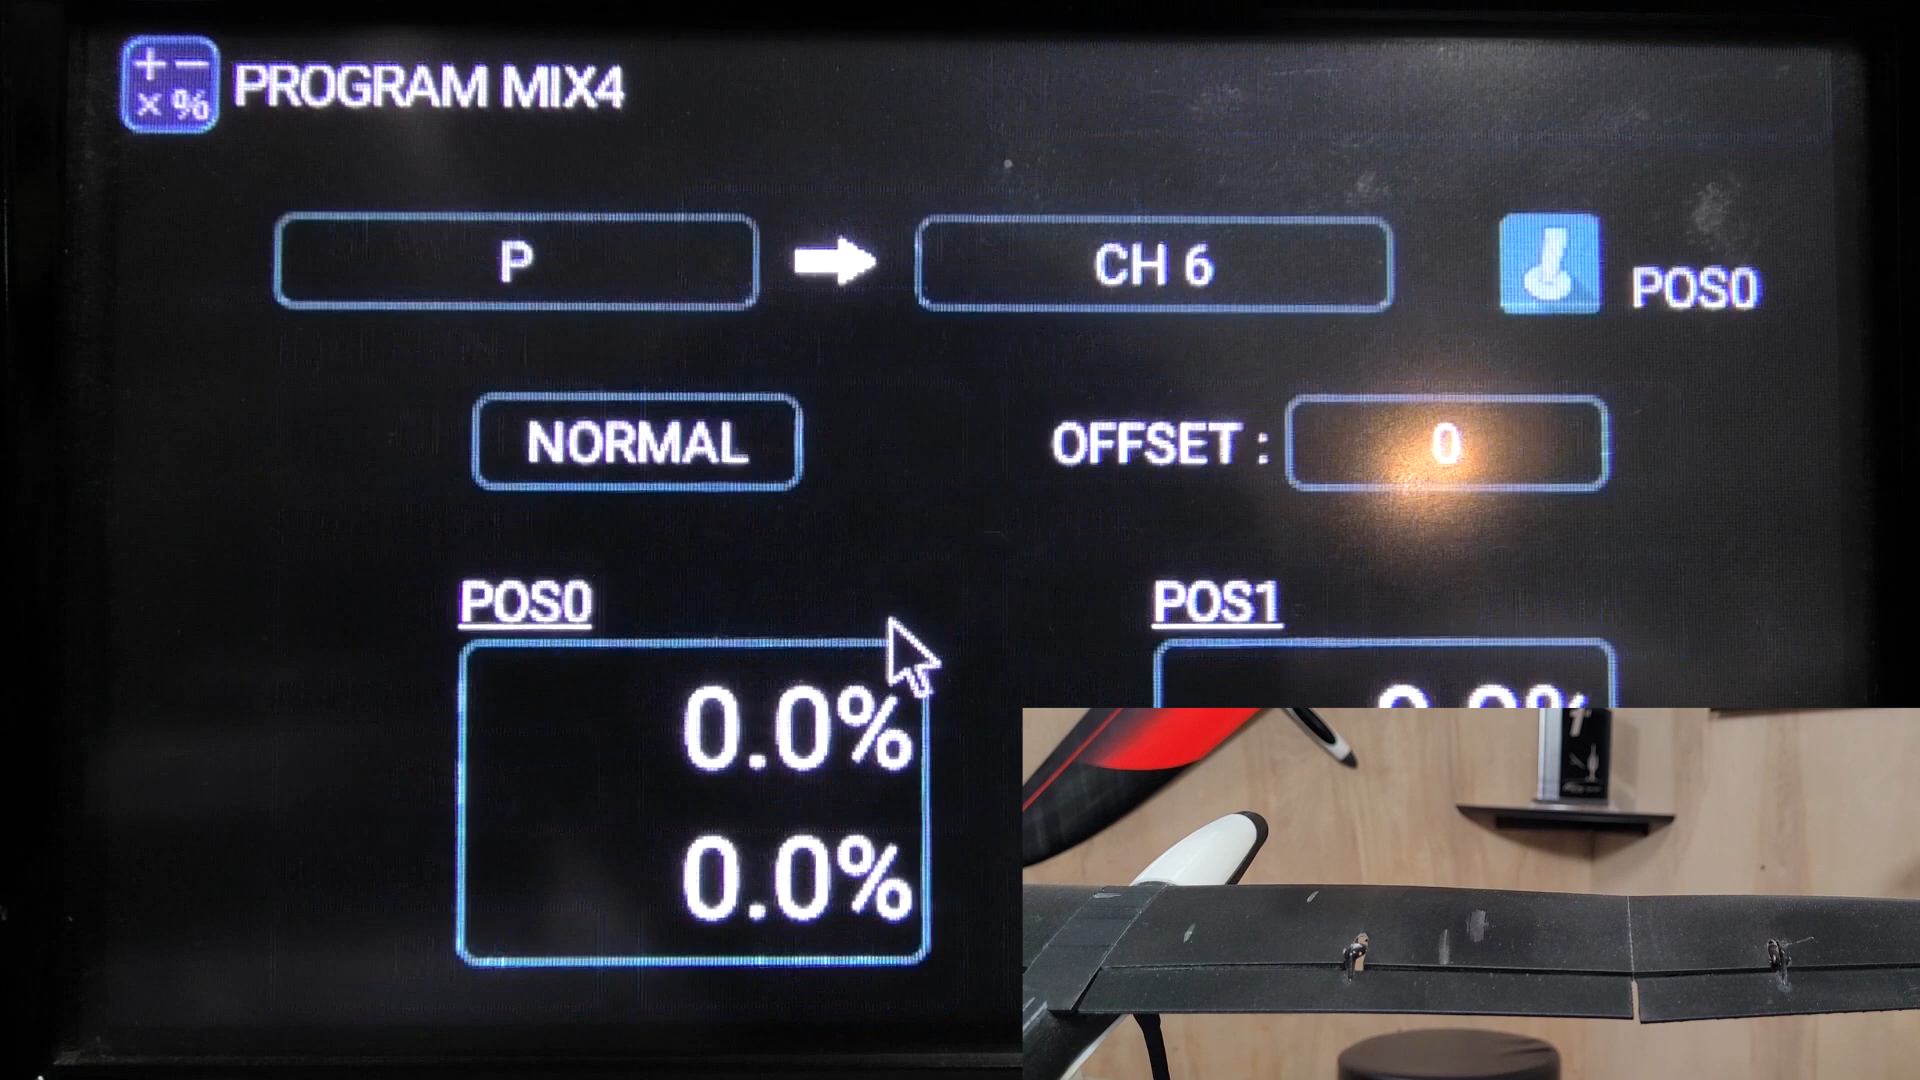 PROGRAM MIX4
P
CH 6
POS0
NORMAL
OFFSET :
0
POS0
POS1
0.0%
0.0%